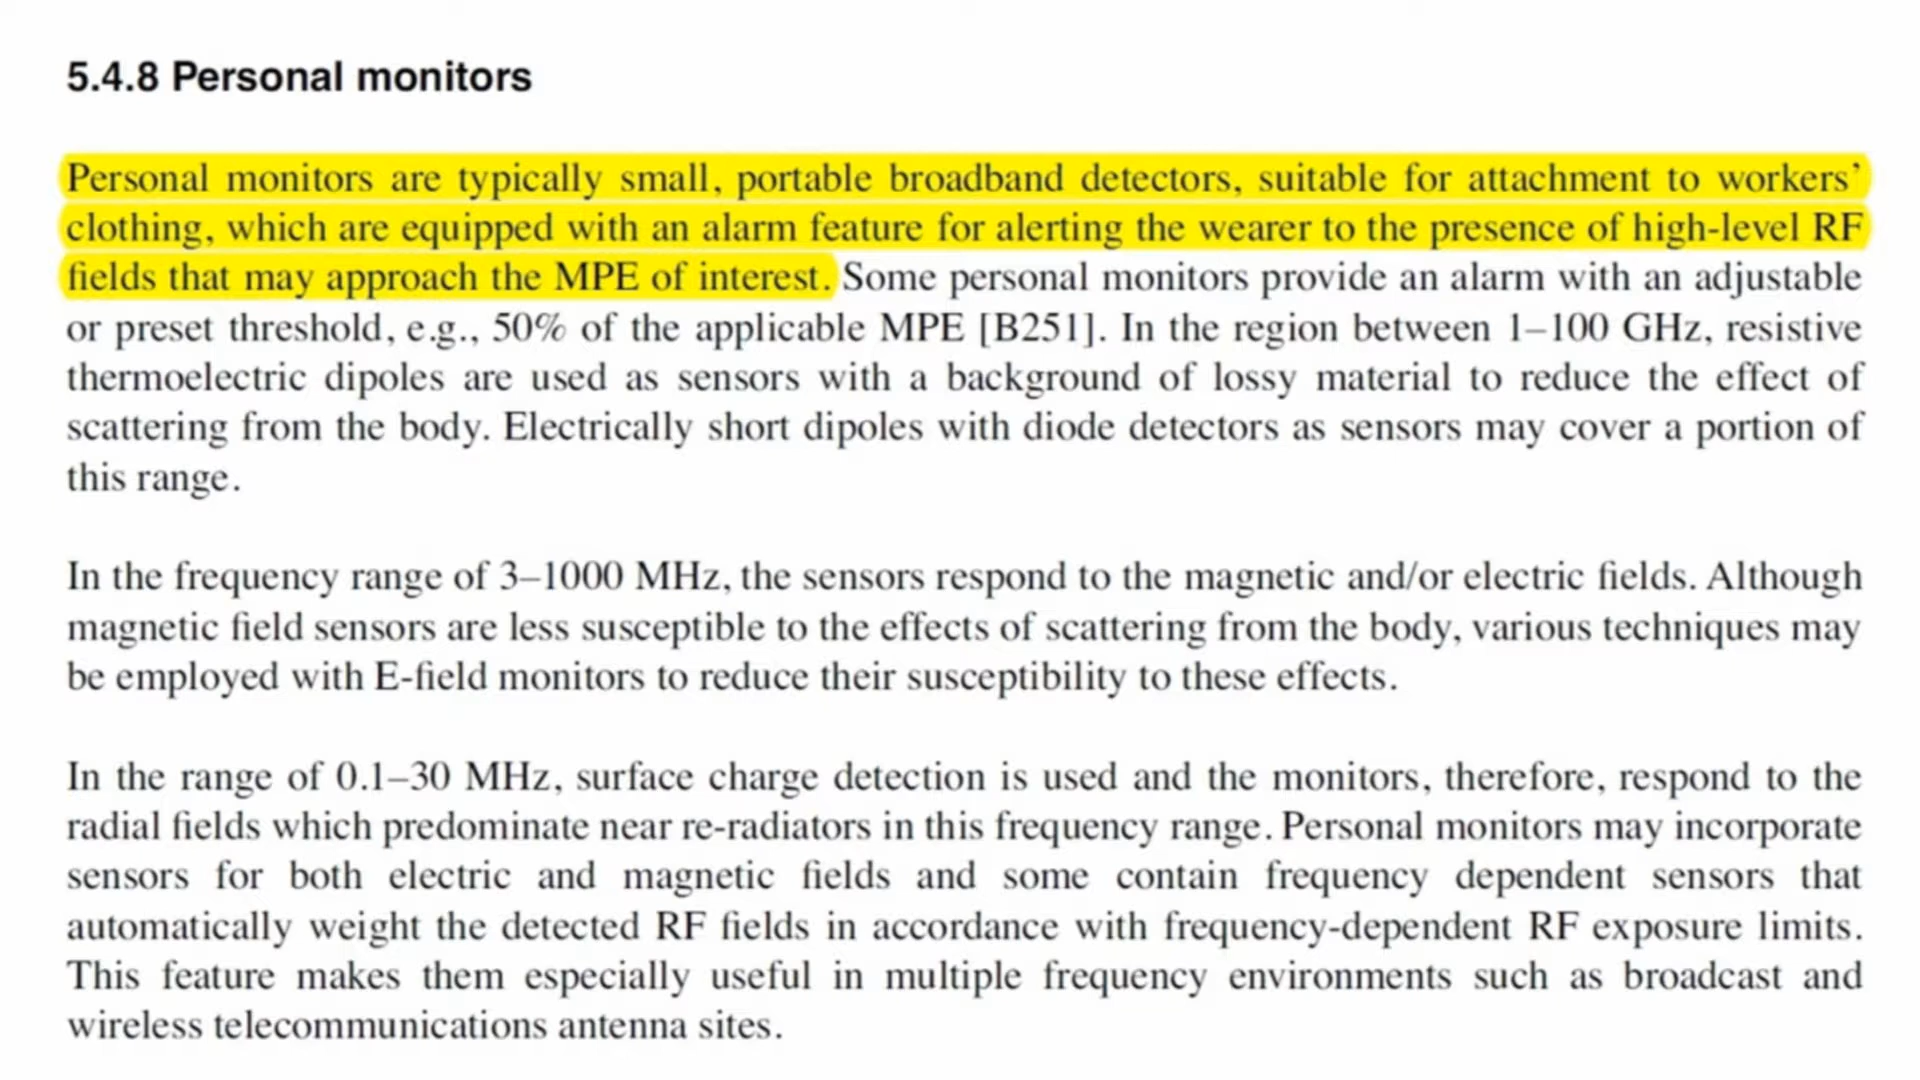 5.4.8 Personal monitors
Personal monitors are typically small, portable broadband detectors, suitable for attachment to workers’
clothing, which are equipped with an alarm feature for alerting the wearer to the presence of high-level RF
fields that may approach the MPE of interest. Some personal monitors provide an alarm with an adjustable
or preset threshold, e.g., 50% of the applicable MPE [B251]. In the region between 1–100 GHz, resistive
thermoelectric dipoles are used as sensors with a background of lossy material to reduce the effect of
scattering from the body. Electrically short dipoles with diode detectors as sensors may cover a portion of
this range.
In the frequency range of 3–1000 MHz, the sensors respond to the magnetic and/or electric fields. Although
magnetic field sensors are less susceptible to the effects of scattering from the body, various techniques may
be employed with E-field monitors to reduce their susceptibility to these effects.
In the range of 0.1–30 MHz, surface charge detection is used and the monitors, therefore, respond to the
radial fields which predominate near re-radiators in this frequency range. Personal monitors may incorporate
sensors for both electric and magnetic fields and some contain frequency dependent sensors that
automatically weight the detected RF fields in accordance with frequency-dependent RF exposure limits.
This feature makes them especially useful in multiple frequency environments such as broadcast and
wireless telecommunications antenna sites.